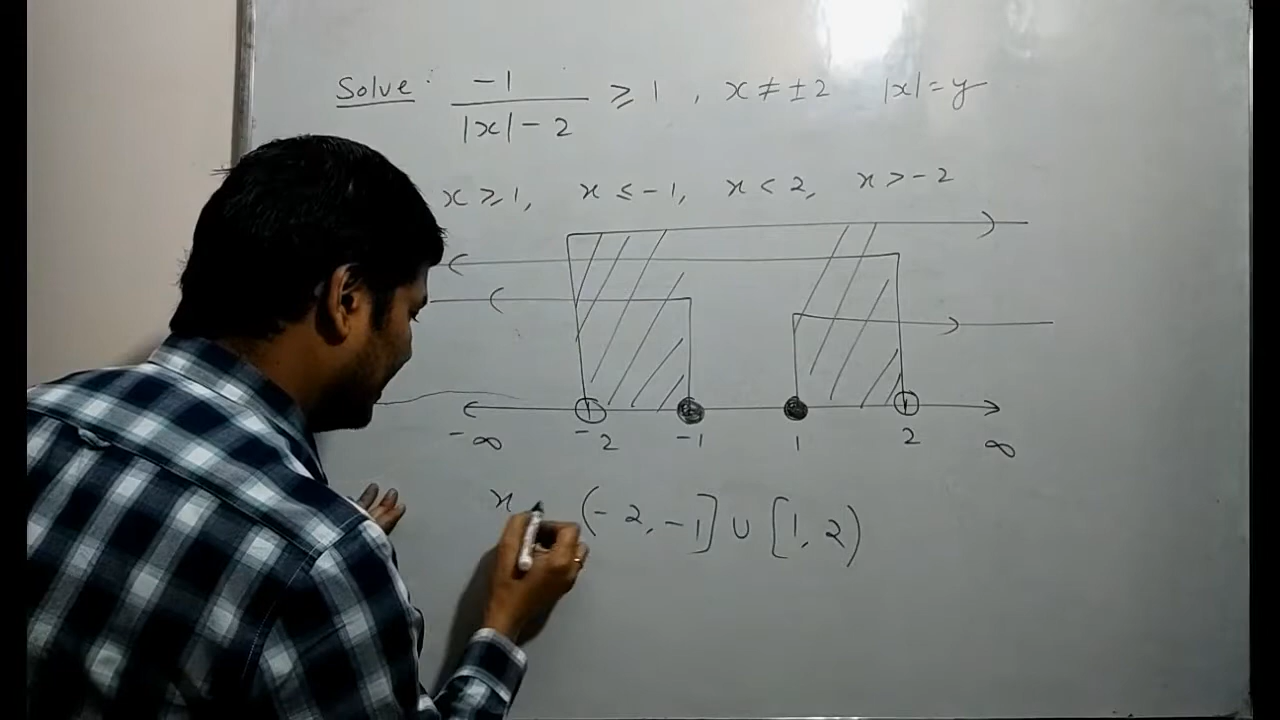 Solve: -1/(|x|-2) ≥ 1, x ≠ ±2 |x| = y
x ≥ 1, x ≤ -1, x < 2, x > -2
-∞ -2 -1 1 2 ∞
x (-2, -1] ∪ [1, 2)